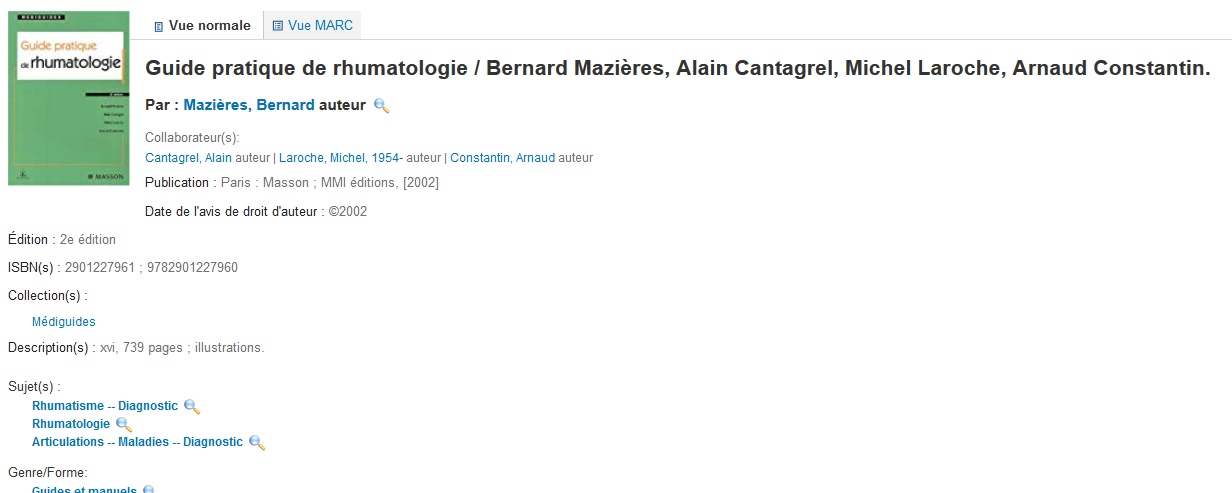 MEDIGUIDES
Guide pratique
de rhumatologie
MASSON
Vue normale
Vue MARC
Guide pratique de rhumatologie / Bernard Mazières, Alain Cantagrel, Michel Laroche, Arnaud Constantin.
Par : Mazières, Bernard auteur
Collaborateur(s):
Cantagrel, Alain auteur | Laroche, Michel, 1954- auteur | Constantin, Arnaud auteur
Publication : Paris : Masson ; MMI éditions, [2002]
Date de l'avis de droit d'auteur : ©2002
Édition : 2e édition
ISBN(s) : 2901227961 ; 9782901227960
Collection(s) :
Médiguides
Description(s) : xvi, 739 pages ; illustrations.
Sujet(s) :
Rhumatisme -- Diagnostic
Rhumatologie
Articulations -- Maladies -- Diagnostic
Genre/Forme:
Guides et manuels